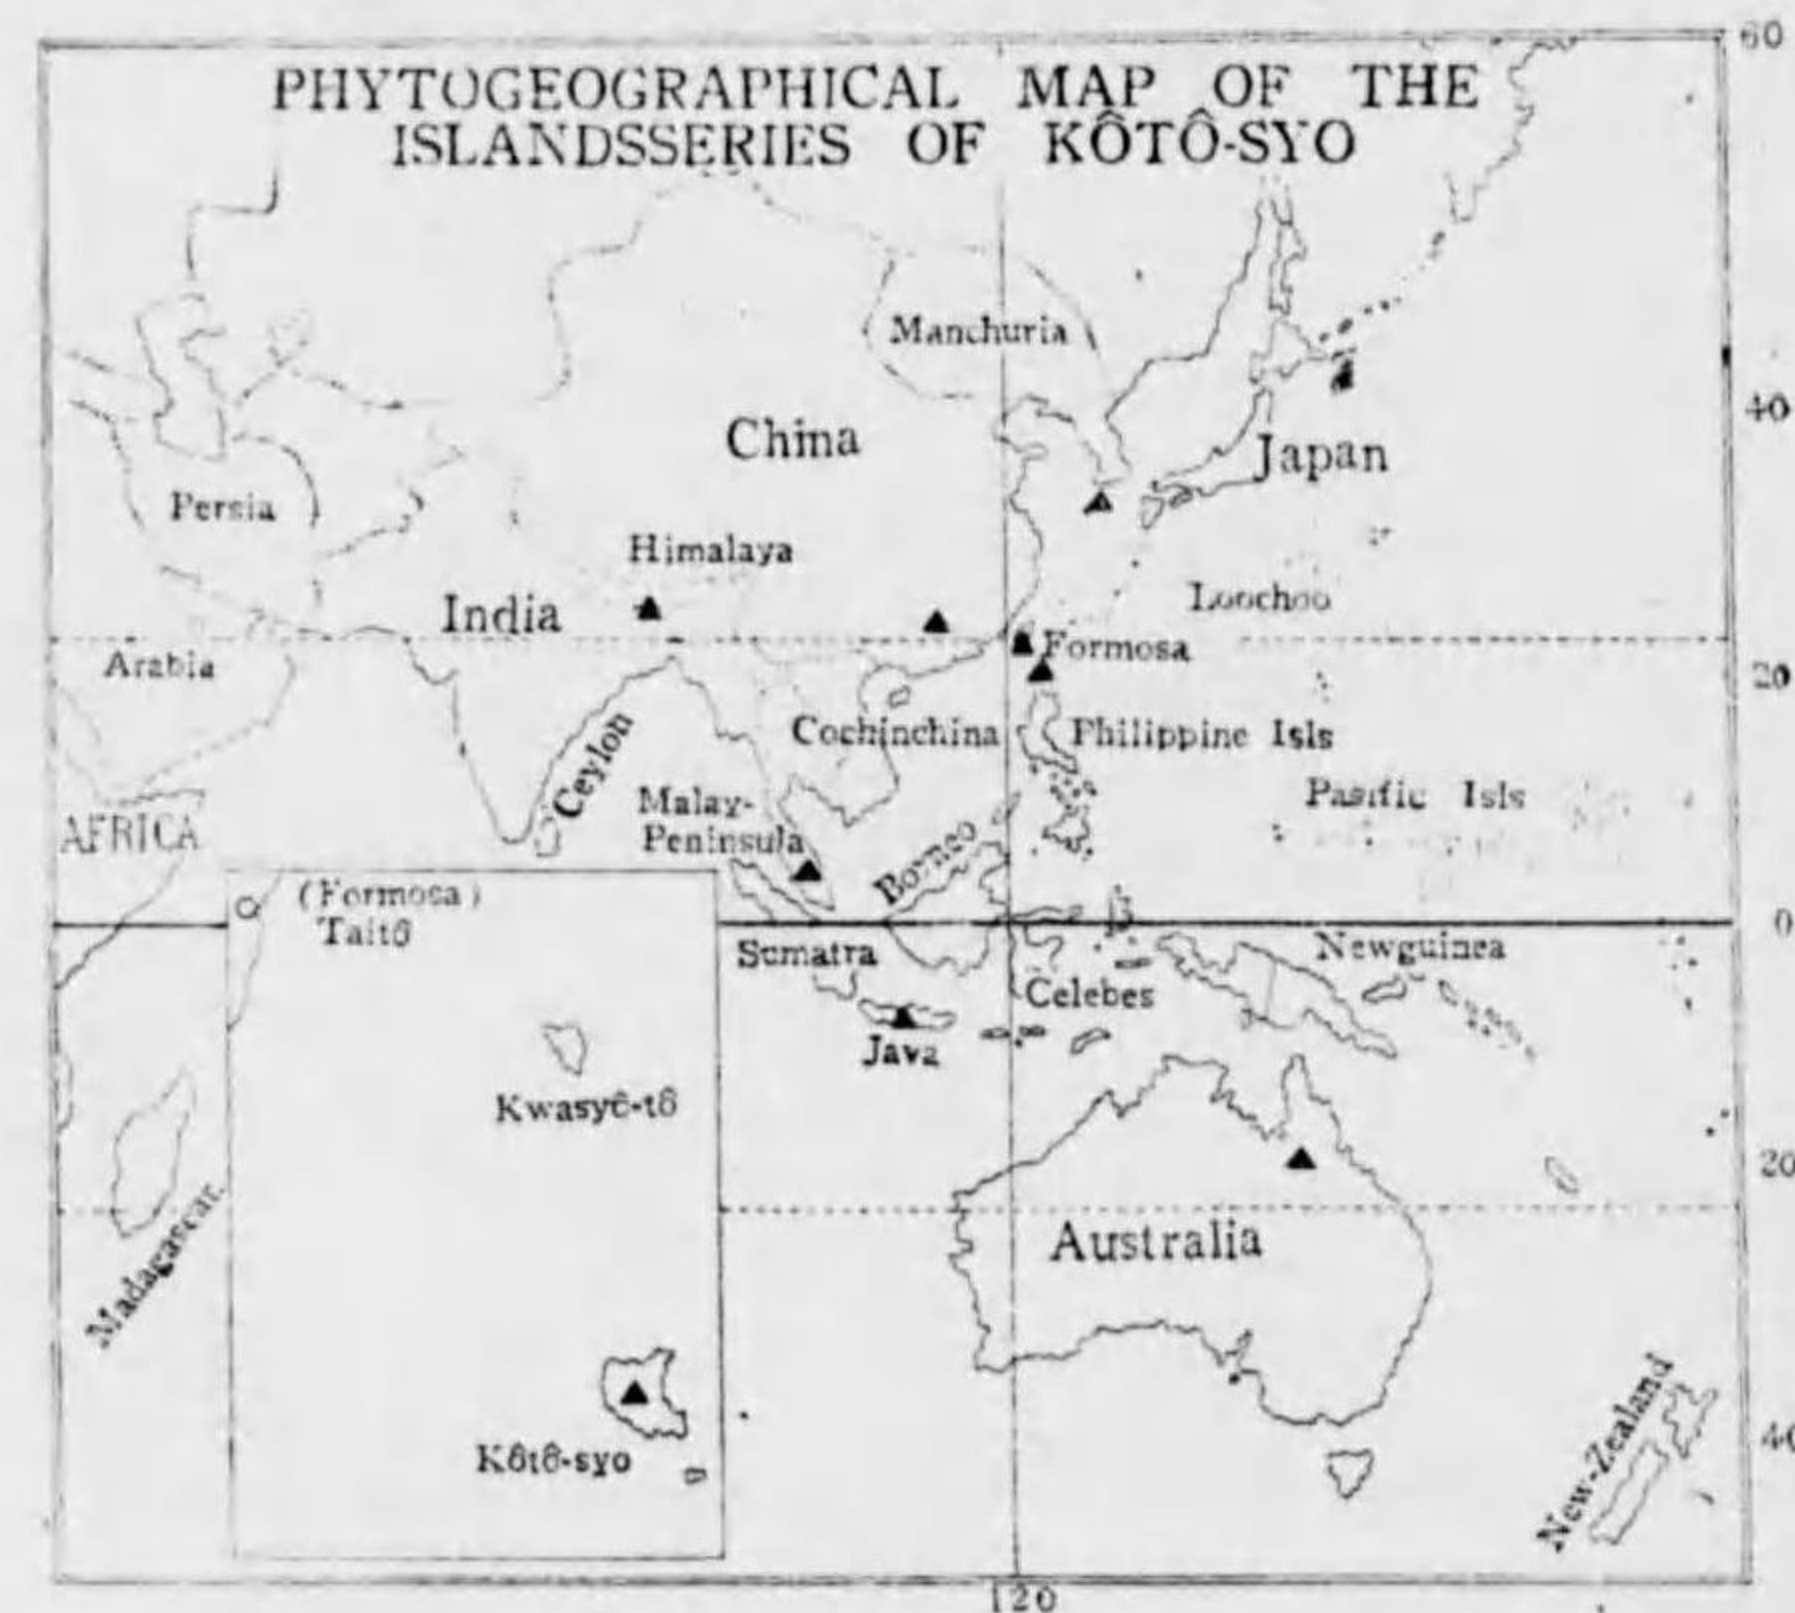 PHYTOGEOGRAPHICAL MAP OF THE
ISLANDSSERIES OF KÔTÔ-SYO
60
Manchuria
40
China
Japan
Persia
Himalaya
Loochoo
India
Formosa
Arabia
20
Cochinchina
Philippine Isls
Ceylon
Malay-
Peninsula
Pasific Isls
AFRICA
Borneo
(Formosa)
Taitô
0
Sumatra
Newguinea
Celebes
Java
Kwasyô-tô
20
Madagascar.
Australia
Kôtô-syo
New-Zealand
40
120